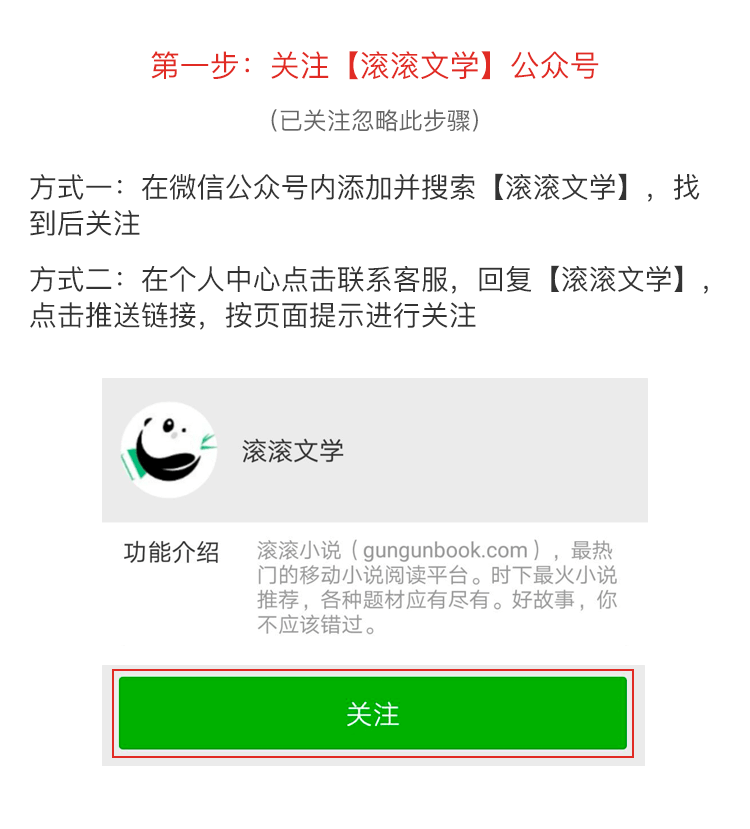 第一步：关注【滚滚文学】公众号
（已关注忽略此步骤）
方式一：在微信公众号内添加并搜索【滚滚文学】，找
到后关注
方式二：在个人中心点击联系客服，回复【滚滚文学】，
点击推送链接，按页面提示进行关注
滚滚文学
功能介绍
滚滚小说（gungunbook.com），最热
门的移动小说阅读平台。时下最火小说
推荐，各种题材应有尽有。好故事，你
不应该错过。
关注